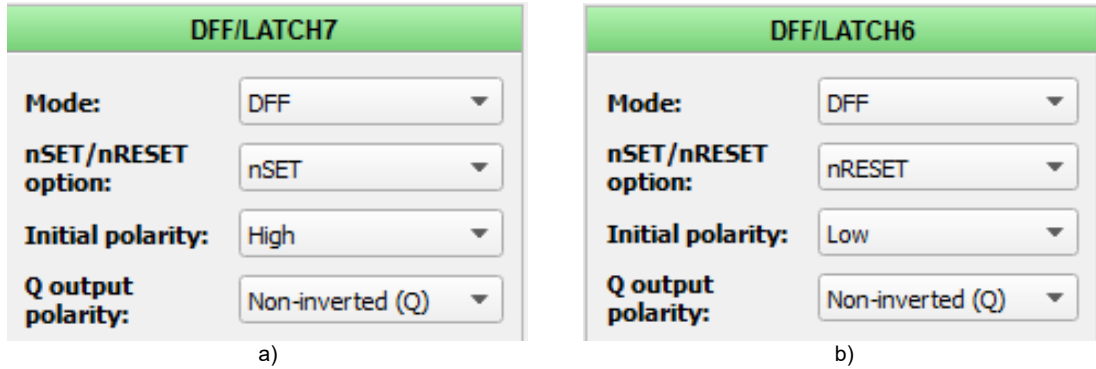 DFF/LATCH7
Mode: DFF
nSET/nRESET
option: nSET
Initial polarity: High
Q output
polarity: Non-inverted (Q)
a)
DFF/LATCH6
Mode: DFF
nSET/nRESET
option: nRESET
Initial polarity: Low
Q output
polarity: Non-inverted (Q)
b)